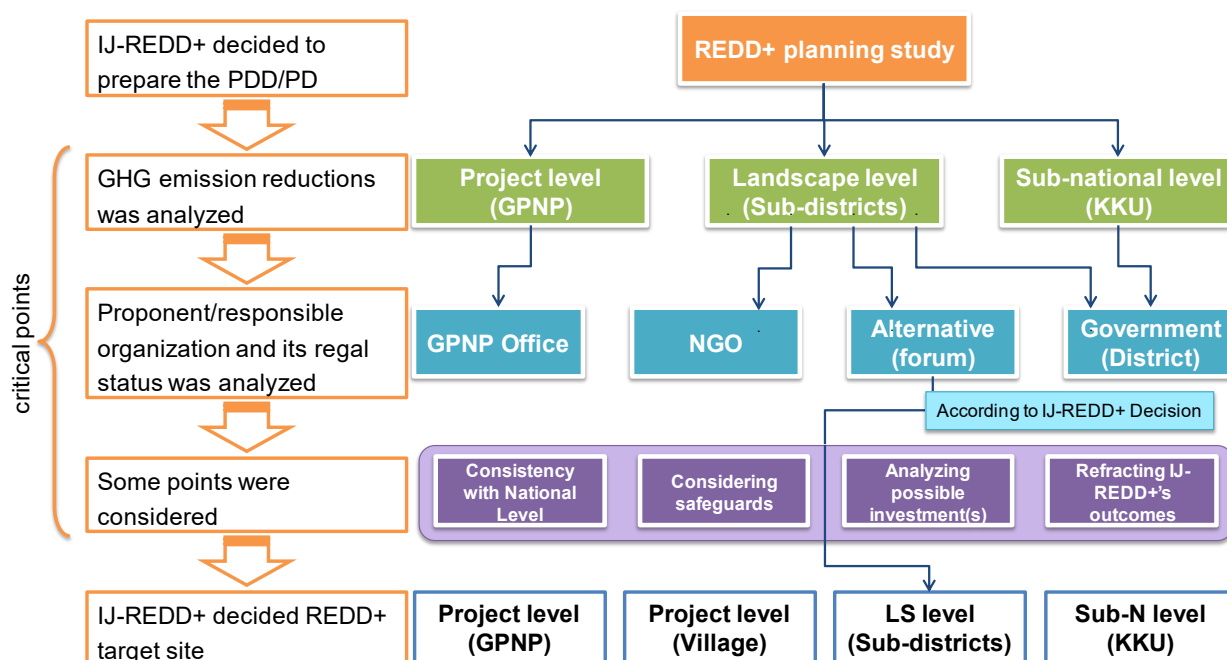 IJ-REDD+ decided to
prepare the PDD/PD
REDD+ planning study
critical points
GHG emission reductions
was analyzed
Project level
(GPNP)
Landscape level
(Sub-districts)
Sub-national level
(KKU)
Proponent/responsible
organization and its regal
status was analyzed
GPNP Office
NGO
Alternative
(forum)
Government
(District)
According to IJ-REDD+ Decision
Some points were
considered
Consistency
with National
Level
Considering
safeguards
Analyzing
possible
investment(s)
Refracting IJ-
REDD+'s
outcomes
IJ-REDD+ decided REDD+
target site
Project level
(GPNP)
Project level
(Village)
LS level
(Sub-districts)
Sub-N level
(KKU)